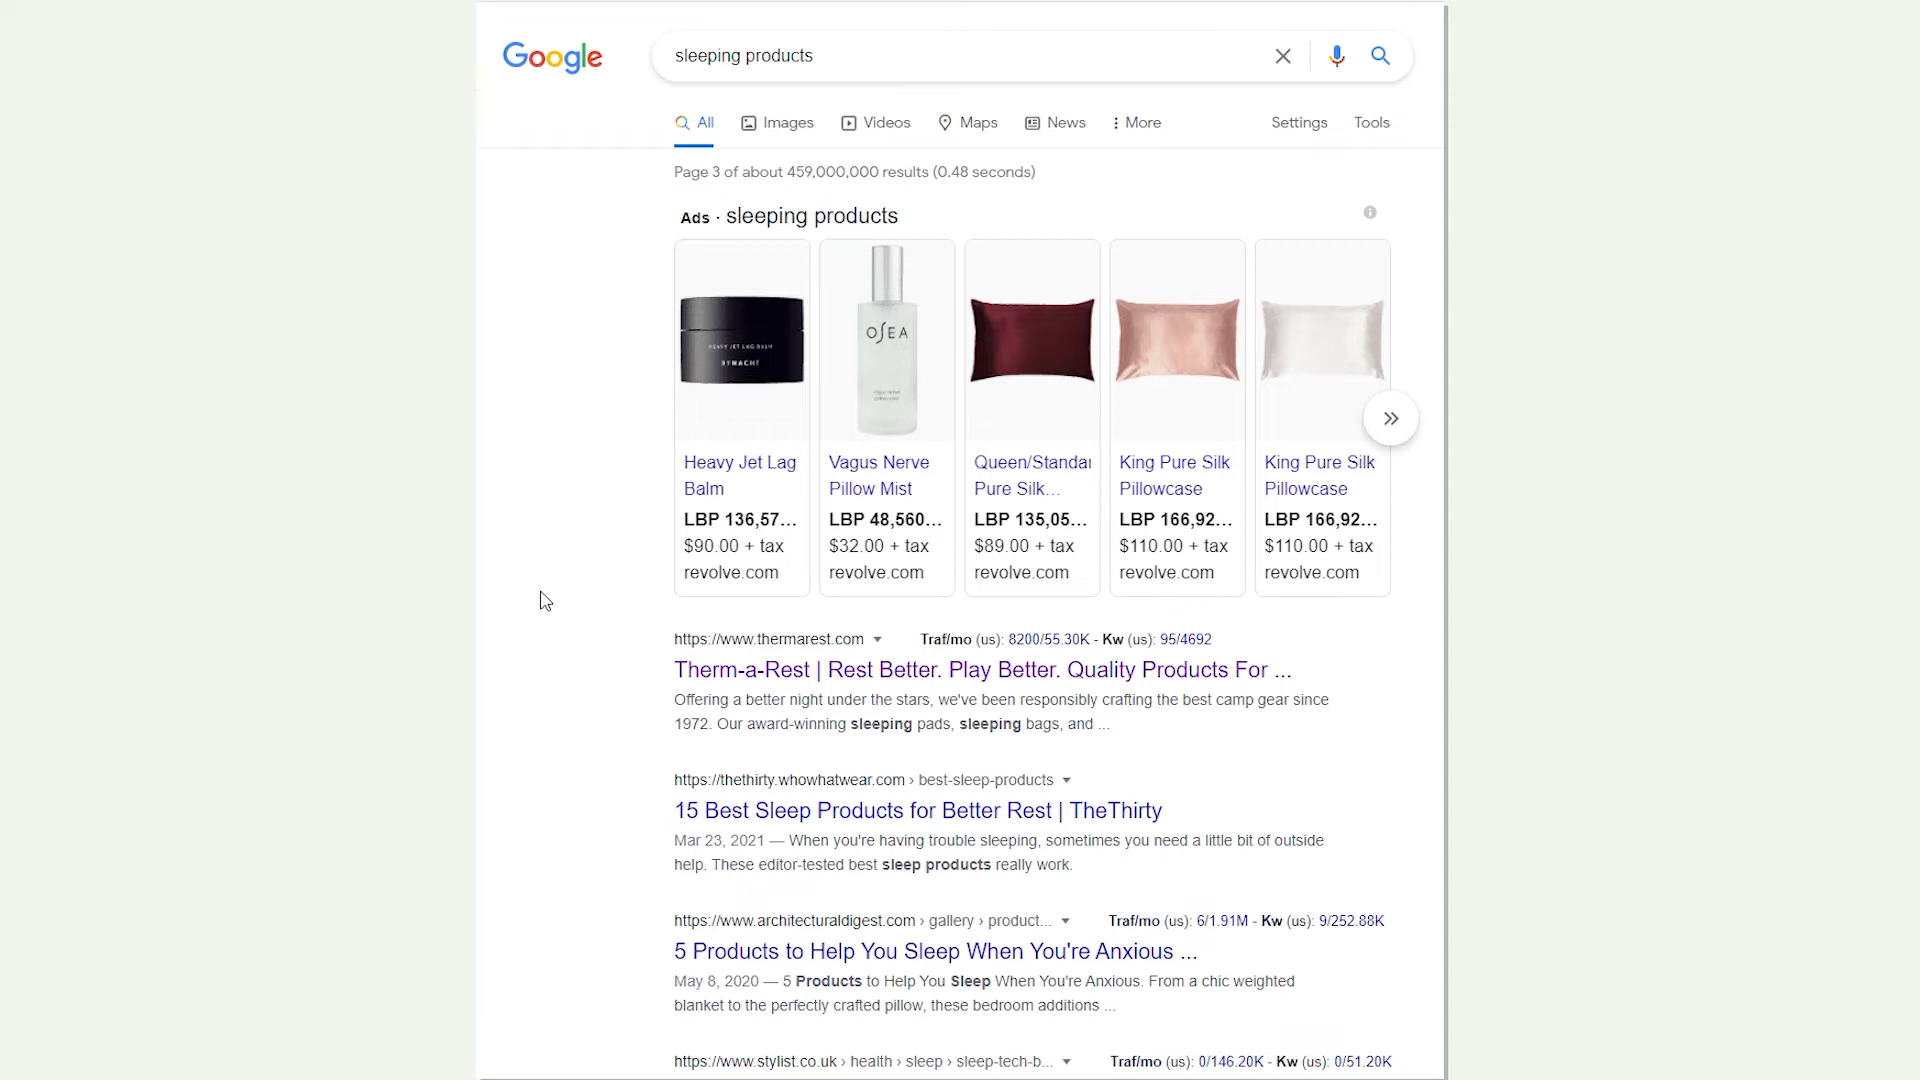 Google
sleeping products
All Images Videos Maps News More Settings Tools
Page 3 of about 459,000,000 results (0.48 seconds)
Ads · sleeping products
HEAVY JET LAG BALM
BYNACHT
OSEA
Heavy Jet Lag
Balm
LBP 136,57...
$90.00 + tax
revolve.com
Vagus Nerve
Pillow Mist
LBP 48,560...
$32.00 + tax
revolve.com
Queen/Standar
Pure Silk...
LBP 135,05...
$89.00 + tax
revolve.com
King Pure Silk
Pillowcase
LBP 166,92...
$110.00 + tax
revolve.com
King Pure Silk
Pillowcase
LBP 166,92...
$110.00 + tax
revolve.com
https://www.thermarest.com Traf/mo (us): 8200/55.30K - Kw (us): 95/4692
Therm-a-Rest | Rest Better. Play Better. Quality Products For ...
Offering a better night under the stars, we've been responsibly crafting the best camp gear since
1972. Our award-winning sleeping pads, sleeping bags, and ...
https://thethirty.whowhatwear.com › best-sleep-products
15 Best Sleep Products for Better Rest | TheThirty
Mar 23, 2021 — When you're having trouble sleeping, sometimes you need a little bit of outside
help. These editor-tested best sleep products really work.
https://www.architecturaldigest.com › gallery › product... Traf/mo (us): 6/1.91M - Kw (us): 9/252.88K
5 Products to Help You Sleep When You're Anxious ...
May 8, 2020 — 5 Products to Help You Sleep When You're Anxious. From a chic weighted
blanket to the perfectly crafted pillow, these bedroom additions ...
https://www.stylist.co.uk › health › sleep › sleep-tech-b... Traf/mo (us): 0/146.20K - Kw (us): 0/51.20K